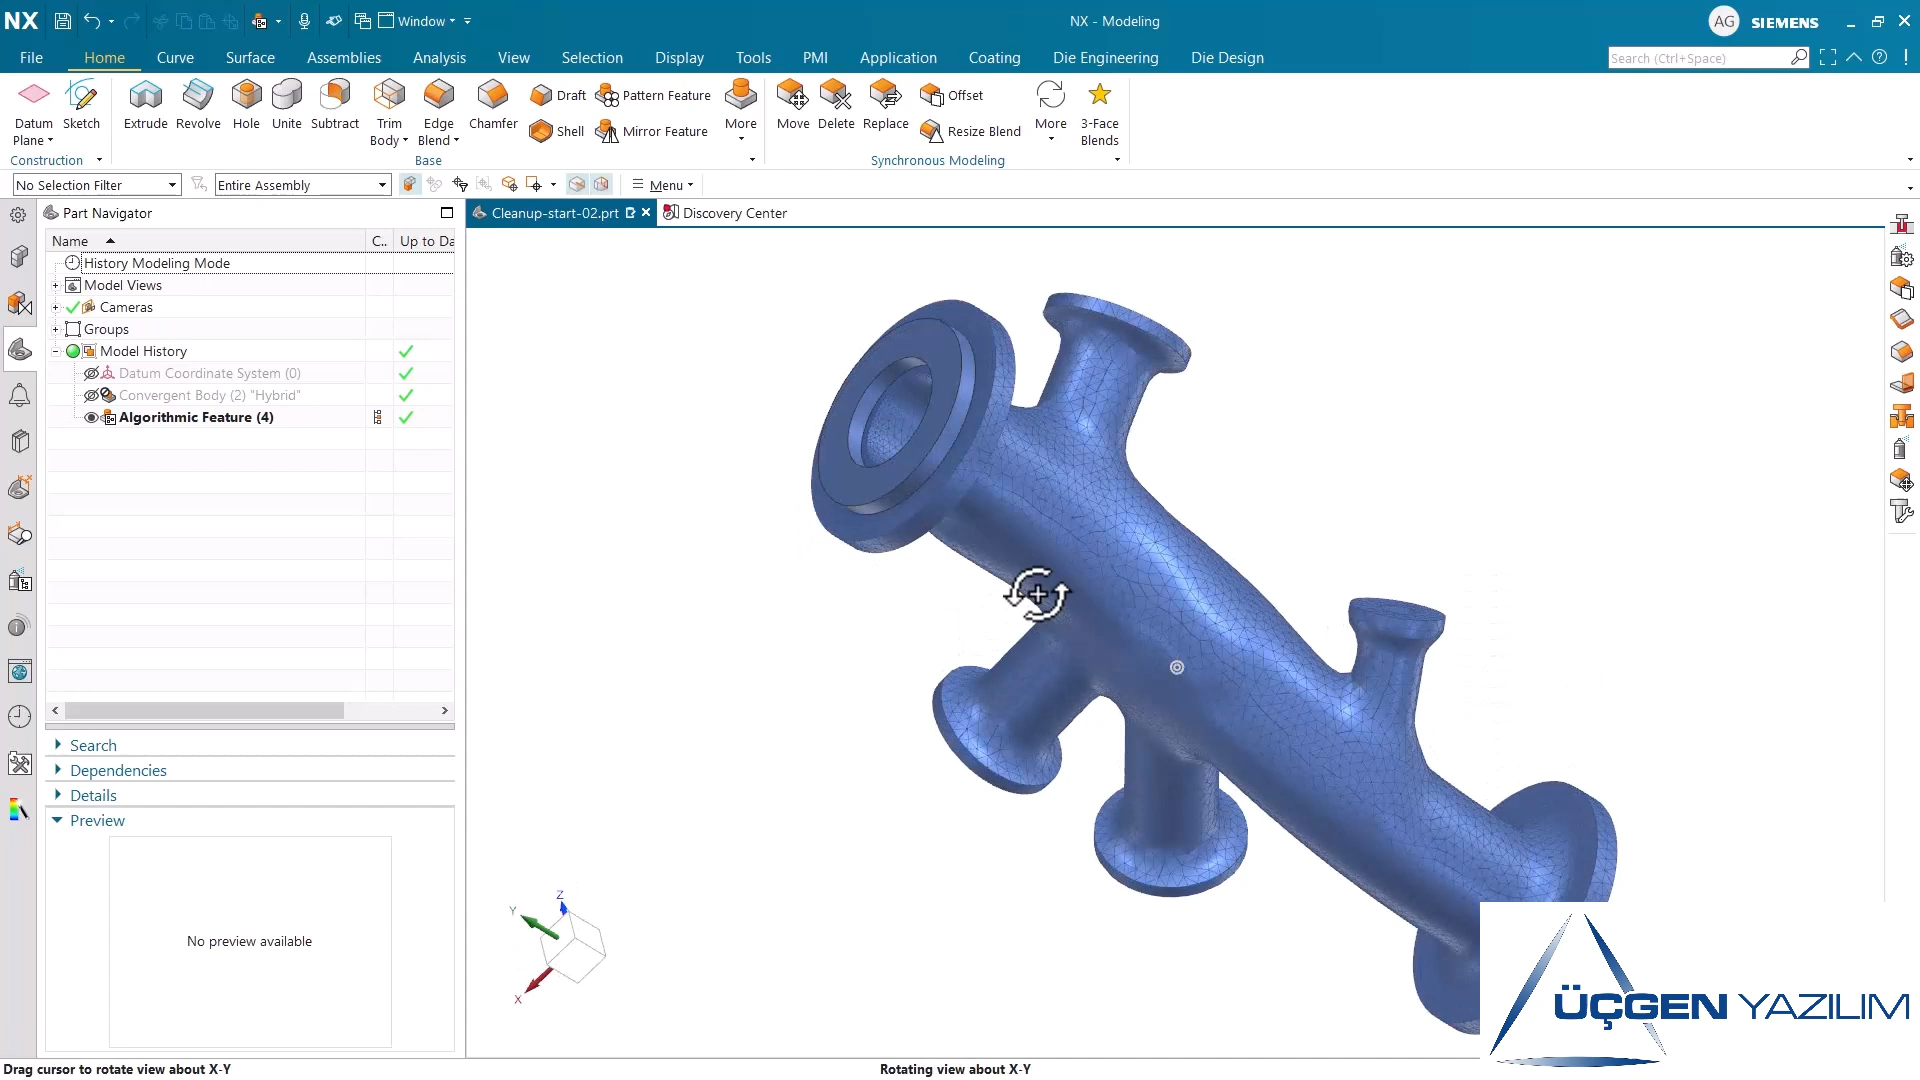 NX
Window
NX - Modeling
AG
SIEMENS
File
Home
Curve
Surface
Assemblies
Analysis
View
Selection
Display
Tools
PMI
Application
Coating
Die Engineering
Die Design
Search (Ctrl+Space)
Datum Plane
Sketch
Extrude
Revolve
Hole
Unite
Subtract
Trim Body
Edge Blend
Chamfer
Draft
Shell
Pattern Feature
Mirror Feature
More
Move
Delete
Replace
Offset
Resize Blend
More
3-Face Blends
Construction
Base
Synchronous Modeling
No Selection Filter
Entire Assembly
Menu
Part Navigator
Cleanup-start-02.prt
Discovery Center
Name
C..
Up to Da
History Modeling Mode
Model Views
Cameras
Groups
Model History
Datum Coordinate System (0)
Convergent Body (2) "Hybrid"
Algorithmic Feature (4)
Search
Dependencies
Details
Preview
No preview available
Z
Y
X
ÜÇGEN YAZILIM
Drag cursor to rotate view about X-Y
Rotating view about X-Y